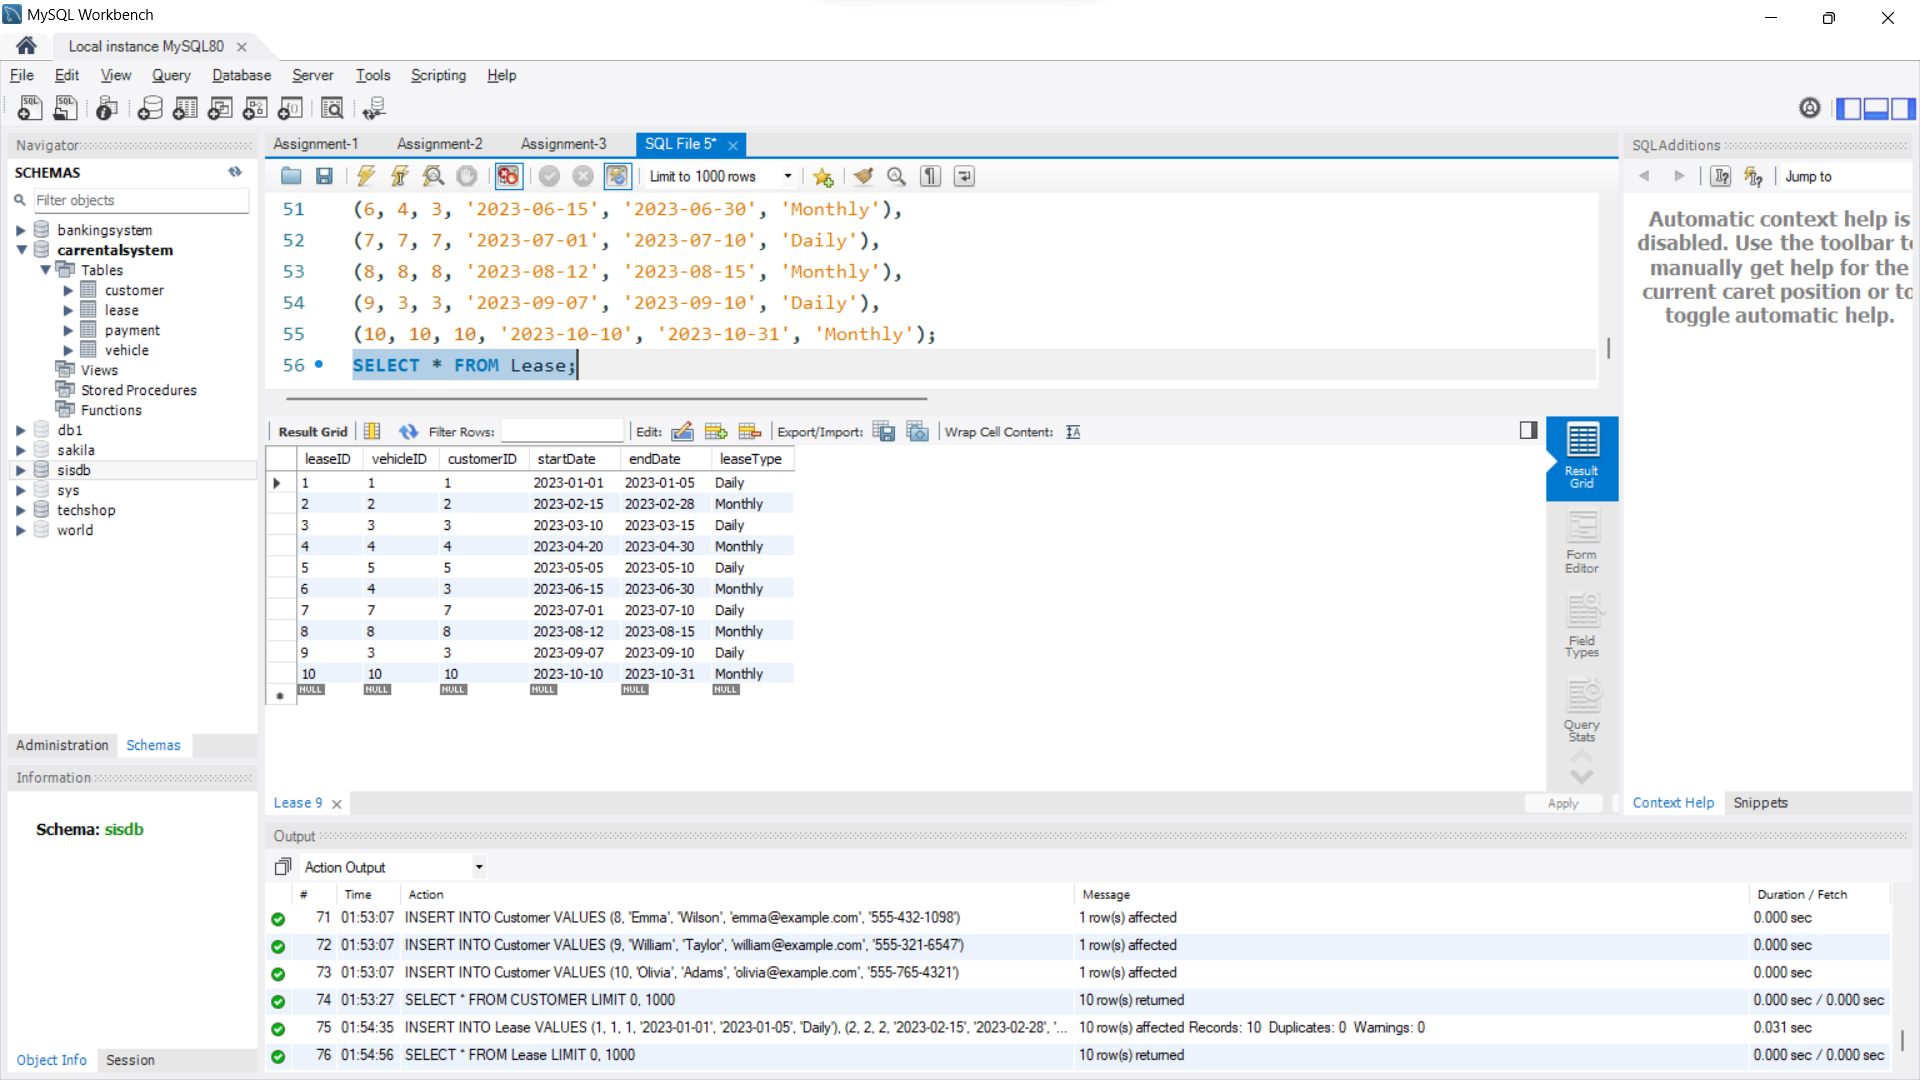 MySQL Workbench
Local instance MySQL80
File Edit View Query Database Server Tools Scripting Help
Navigator
SCHEMAS
Filter objects
bankingsystem
carrentalsystem
Tables
customer
lease
payment
vehicle
Views
Stored Procedures
Functions
db1
sakila
sisdb
sys
techshop
world
Administration Schemas
Information
Schema: sisdb
Object Info Session
Assignment-1 Assignment-2 Assignment-3 SQL File 5*
Limit to 1000 rows
51 (6, 4, 3, '2023-06-15', '2023-06-30', 'Monthly'),
52 (7, 7, 7, '2023-07-01', '2023-07-10', 'Daily'),
53 (8, 8, 8, '2023-08-12', '2023-08-15', 'Monthly'),
54 (9, 3, 3, '2023-09-07', '2023-09-10', 'Daily'),
55 (10, 10, 10, '2023-10-10', '2023-10-31', 'Monthly');
56 SELECT * FROM Lease;
Result Grid Filter Rows: Edit: Export/Import: Wrap Cell Content:
leaseID vehicleID customerID startDate endDate leaseType
1 1 1 2023-01-01 2023-01-05 Daily
2 2 2 2023-02-15 2023-02-28 Monthly
3 3 3 2023-03-10 2023-03-15 Daily
4 4 4 2023-04-20 2023-04-30 Monthly
5 5 5 2023-05-05 2023-05-10 Daily
6 4 3 2023-06-15 2023-06-30 Monthly
7 7 7 2023-07-01 2023-07-10 Daily
8 8 8 2023-08-12 2023-08-15 Monthly
9 3 3 2023-09-07 2023-09-10 Daily
10 10 10 2023-10-10 2023-10-31 Monthly
NULL NULL NULL NULL NULL NULL
Result
Grid
Form
Editor
Field
Types
Query
Stats
Lease 9
Apply
SQLAdditions
Jump to
Automatic context help is
disabled. Use the toolbar to
manually get help for the
current caret position or to
toggle automatic help.
Context Help Snippets
Output
Action Output
# Time Action Message Duration / Fetch
71 01:53:07 INSERT INTO Customer VALUES (8, 'Emma', 'Wilson', 'emma@example.com', '555-432-1098') 1 row(s) affected 0.000 sec
72 01:53:07 INSERT INTO Customer VALUES (9, 'William', 'Taylor', 'william@example.com', '555-321-6547') 1 row(s) affected 0.000 sec
73 01:53:07 INSERT INTO Customer VALUES (10, 'Olivia', 'Adams', 'olivia@example.com', '555-765-4321') 1 row(s) affected 0.000 sec
74 01:53:27 SELECT * FROM CUSTOMER LIMIT 0, 1000 10 row(s) returned 0.000 sec / 0.000 sec
75 01:54:35 INSERT INTO Lease VALUES (1, 1, 1, '2023-01-01', '2023-01-05', 'Daily'), (2, 2, 2, '2023-02-15', '2023-02-28', '... 10 row(s) affected Records: 10 Duplicates: 0 Warnings: 0 0.031 sec
76 01:54:56 SELECT * FROM Lease LIMIT 0, 1000 10 row(s) returned 0.000 sec / 0.000 sec